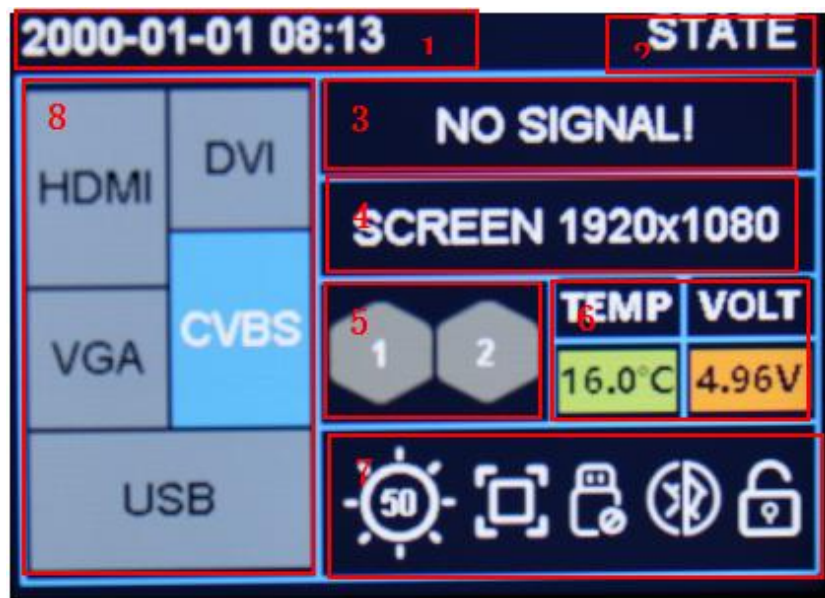 2000-01-01 08:13
1
2
STATE
8
HDMI
DVI
VGA
CVBS
USB
3
NO SIGNAL!
4
SCREEN 1920x1080
5
1
2
6
TEMP
VOLT
16.0°C
4.96V
7
50